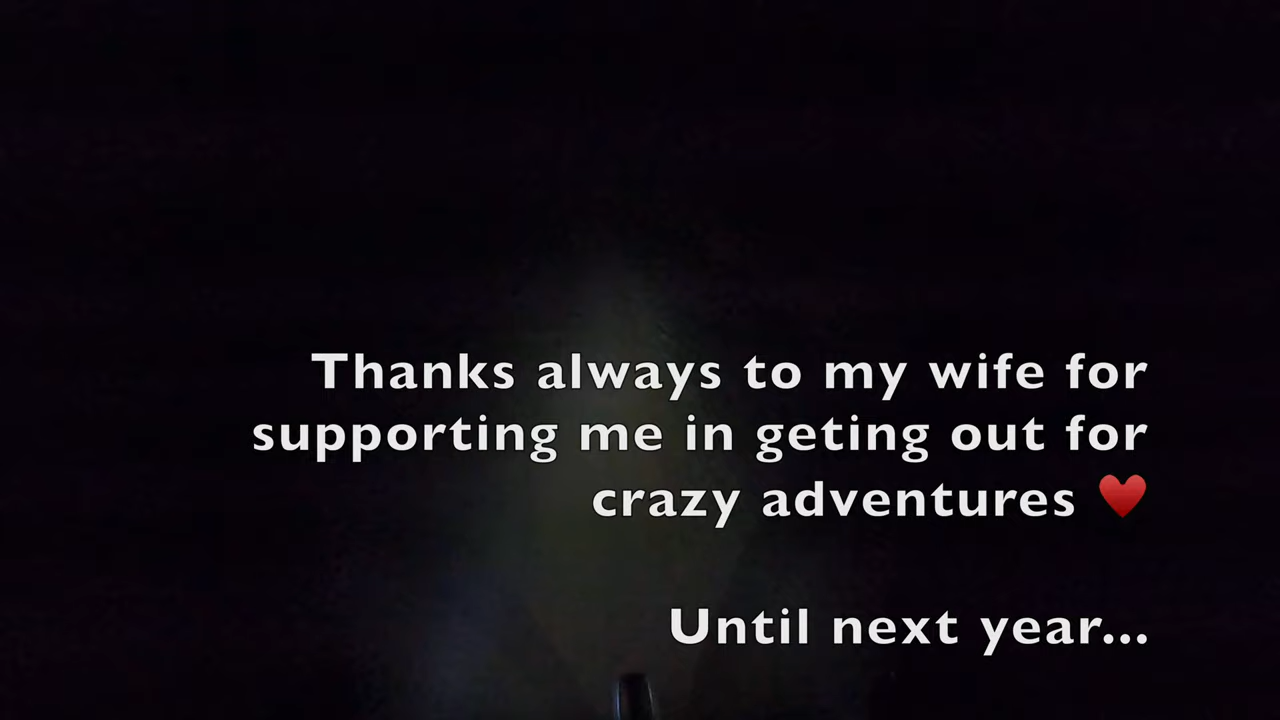 Thanks always to my wife for
supporting me in geting out for
crazy adventures ♥️
Until next year...